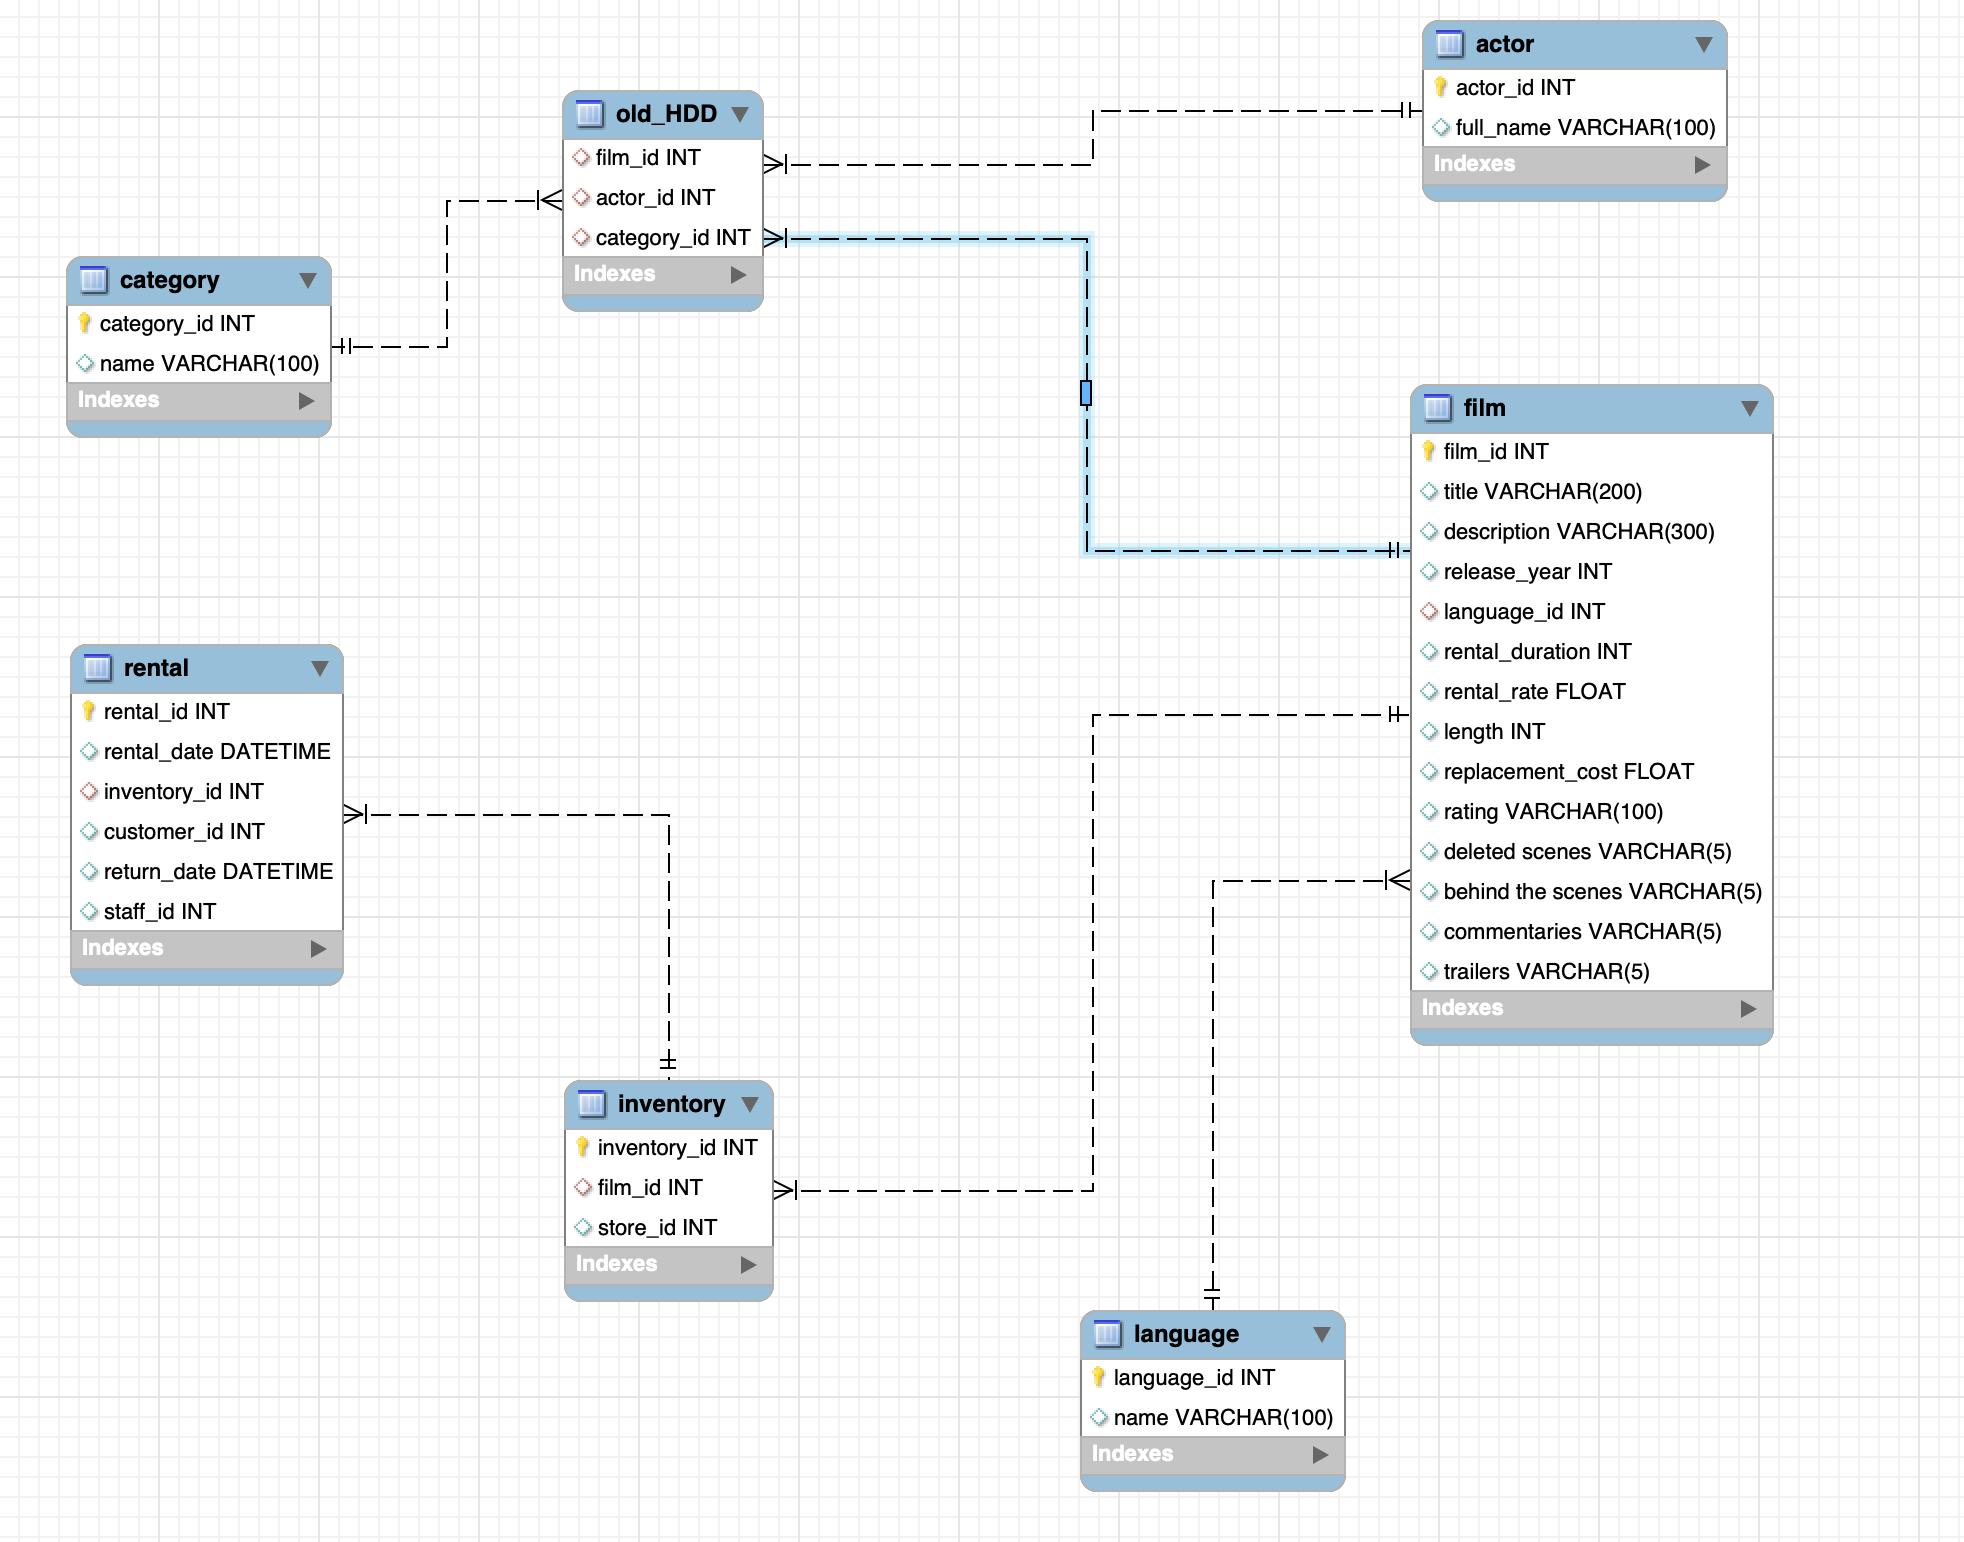 actor
actor_id INT
full_name VARCHAR(100)
Indexes
old_HDD
film_id INT
actor_id INT
category_id INT
Indexes
category
category_id INT
name VARCHAR(100)
Indexes
film
film_id INT
title VARCHAR(200)
description VARCHAR(300)
release_year INT
language_id INT
rental_duration INT
rental_rate FLOAT
length INT
replacement_cost FLOAT
rating VARCHAR(100)
deleted scenes VARCHAR(5)
behind the scenes VARCHAR(5)
commentaries VARCHAR(5)
trailers VARCHAR(5)
Indexes
rental
rental_id INT
rental_date DATETIME
inventory_id INT
customer_id INT
return_date DATETIME
staff_id INT
Indexes
inventory
inventory_id INT
film_id INT
store_id INT
Indexes
language
language_id INT
name VARCHAR(100)
Indexes